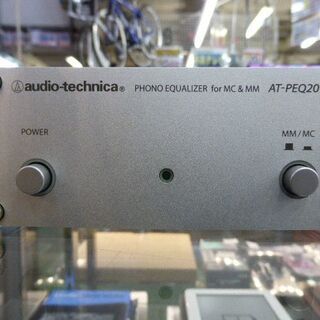 audio-technica® PHONO EQUALIZER for MC & MM AT-PEQ20
POWER
MM / MC